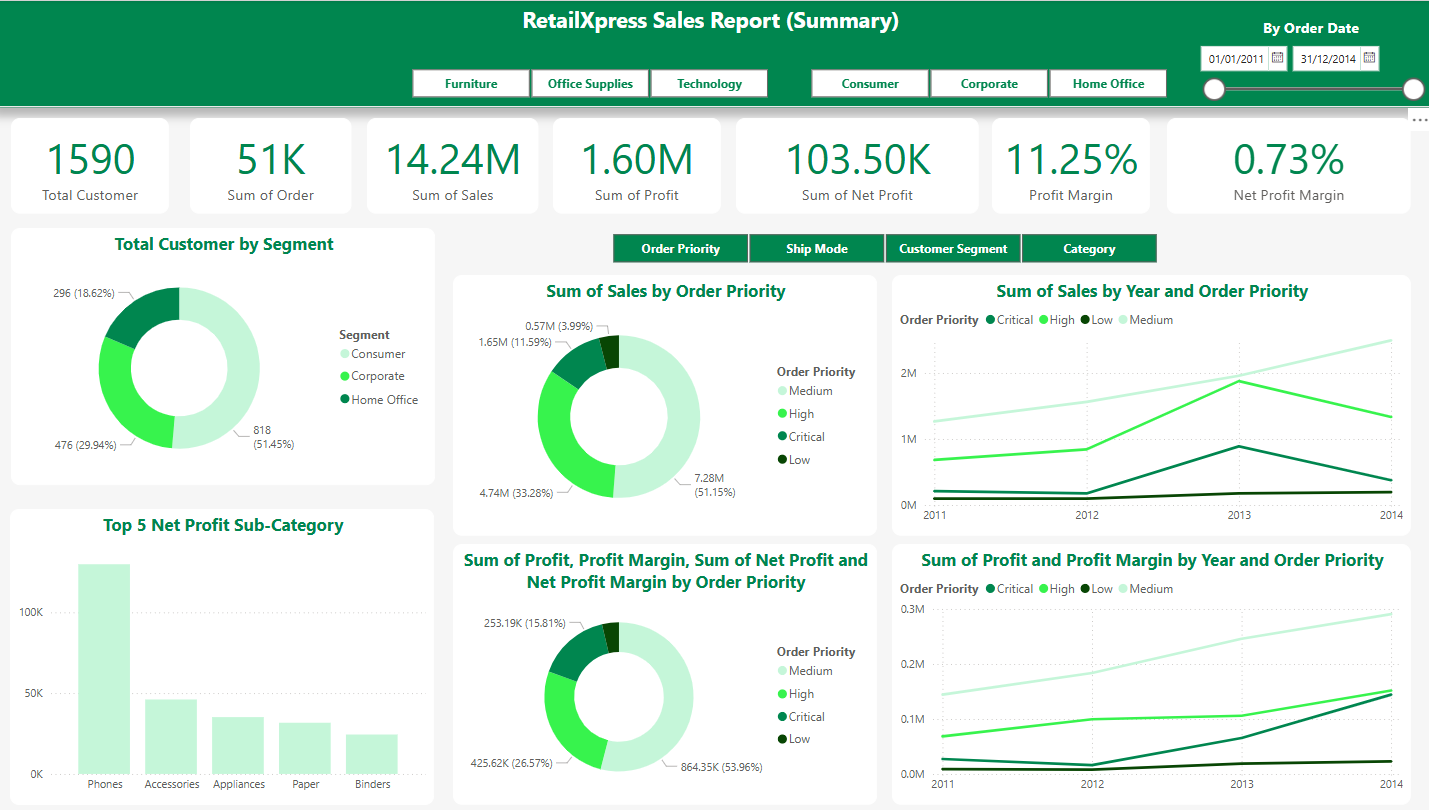 RetailXpress Sales Report (Summary)
By Order Date
01/01/2011
31/12/2014
Furniture
Office Supplies
Technology
Consumer
Corporate
Home Office
1590
Total Customer
51K
Sum of Order
14.24M
Sum of Sales
1.60M
Sum of Profit
103.50K
Sum of Net Profit
11.25%
Profit Margin
0.73%
Net Profit Margin
Total Customer by Segment
296 (18.62%)
476 (29.94%)
818
(51.45%)
Segment
Consumer
Corporate
Home Office
Order Priority
Ship Mode
Customer Segment
Category
Sum of Sales by Order Priority
0.57M (3.99%)
1.65M (11.59%)
4.74M (33.28%)
7.28M
(51.15%)
Order Priority
Medium
High
Critical
Low
Sum of Sales by Year and Order Priority
Order Priority Critical High Low Medium
2M
1M
0M
2011 2012 2013 2014
Top 5 Net Profit Sub-Category
100K
50K
0K
Phones Accessories Appliances Paper Binders
Sum of Profit, Profit Margin, Sum of Net Profit and
Net Profit Margin by Order Priority
253.19K (15.81%)
425.62K (26.57%)
864.35K (53.96%)
Order Priority
Medium
High
Critical
Low
Sum of Profit and Profit Margin by Year and Order Priority
Order Priority Critical High Low Medium
0.3M
0.2M
0.1M
0.0M
2011 2012 2013 2014